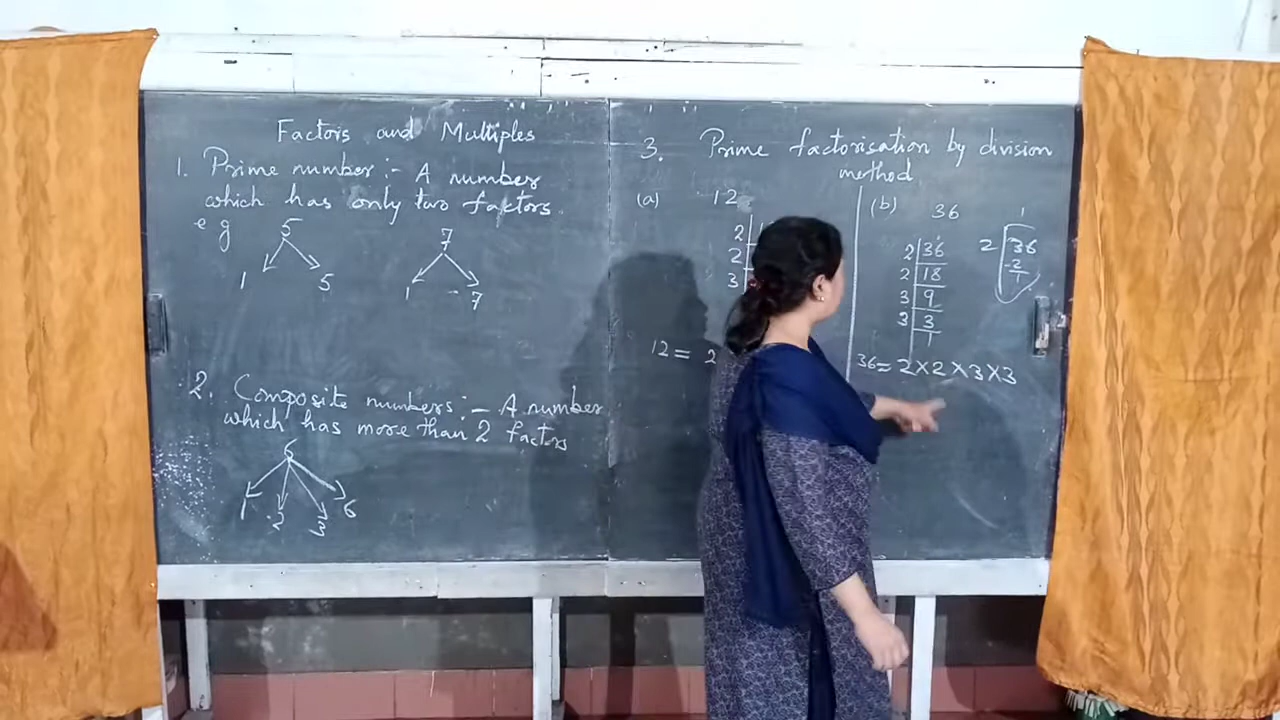 Factors and Multiples
1. Prime number :- A number
which has only two factors.
e g
5
1 5
7
1 7
2. Composite numbers :- A number
which has more than 2 factors
6
1 2 3 6
3. Prime factorisation by division
method
(a) 12
2
2
3
12 = 2
(b) 36
2 36
2 18
3 9
3 3
1
1
2 36
-2
1
36 = 2 × 2 × 3 × 3